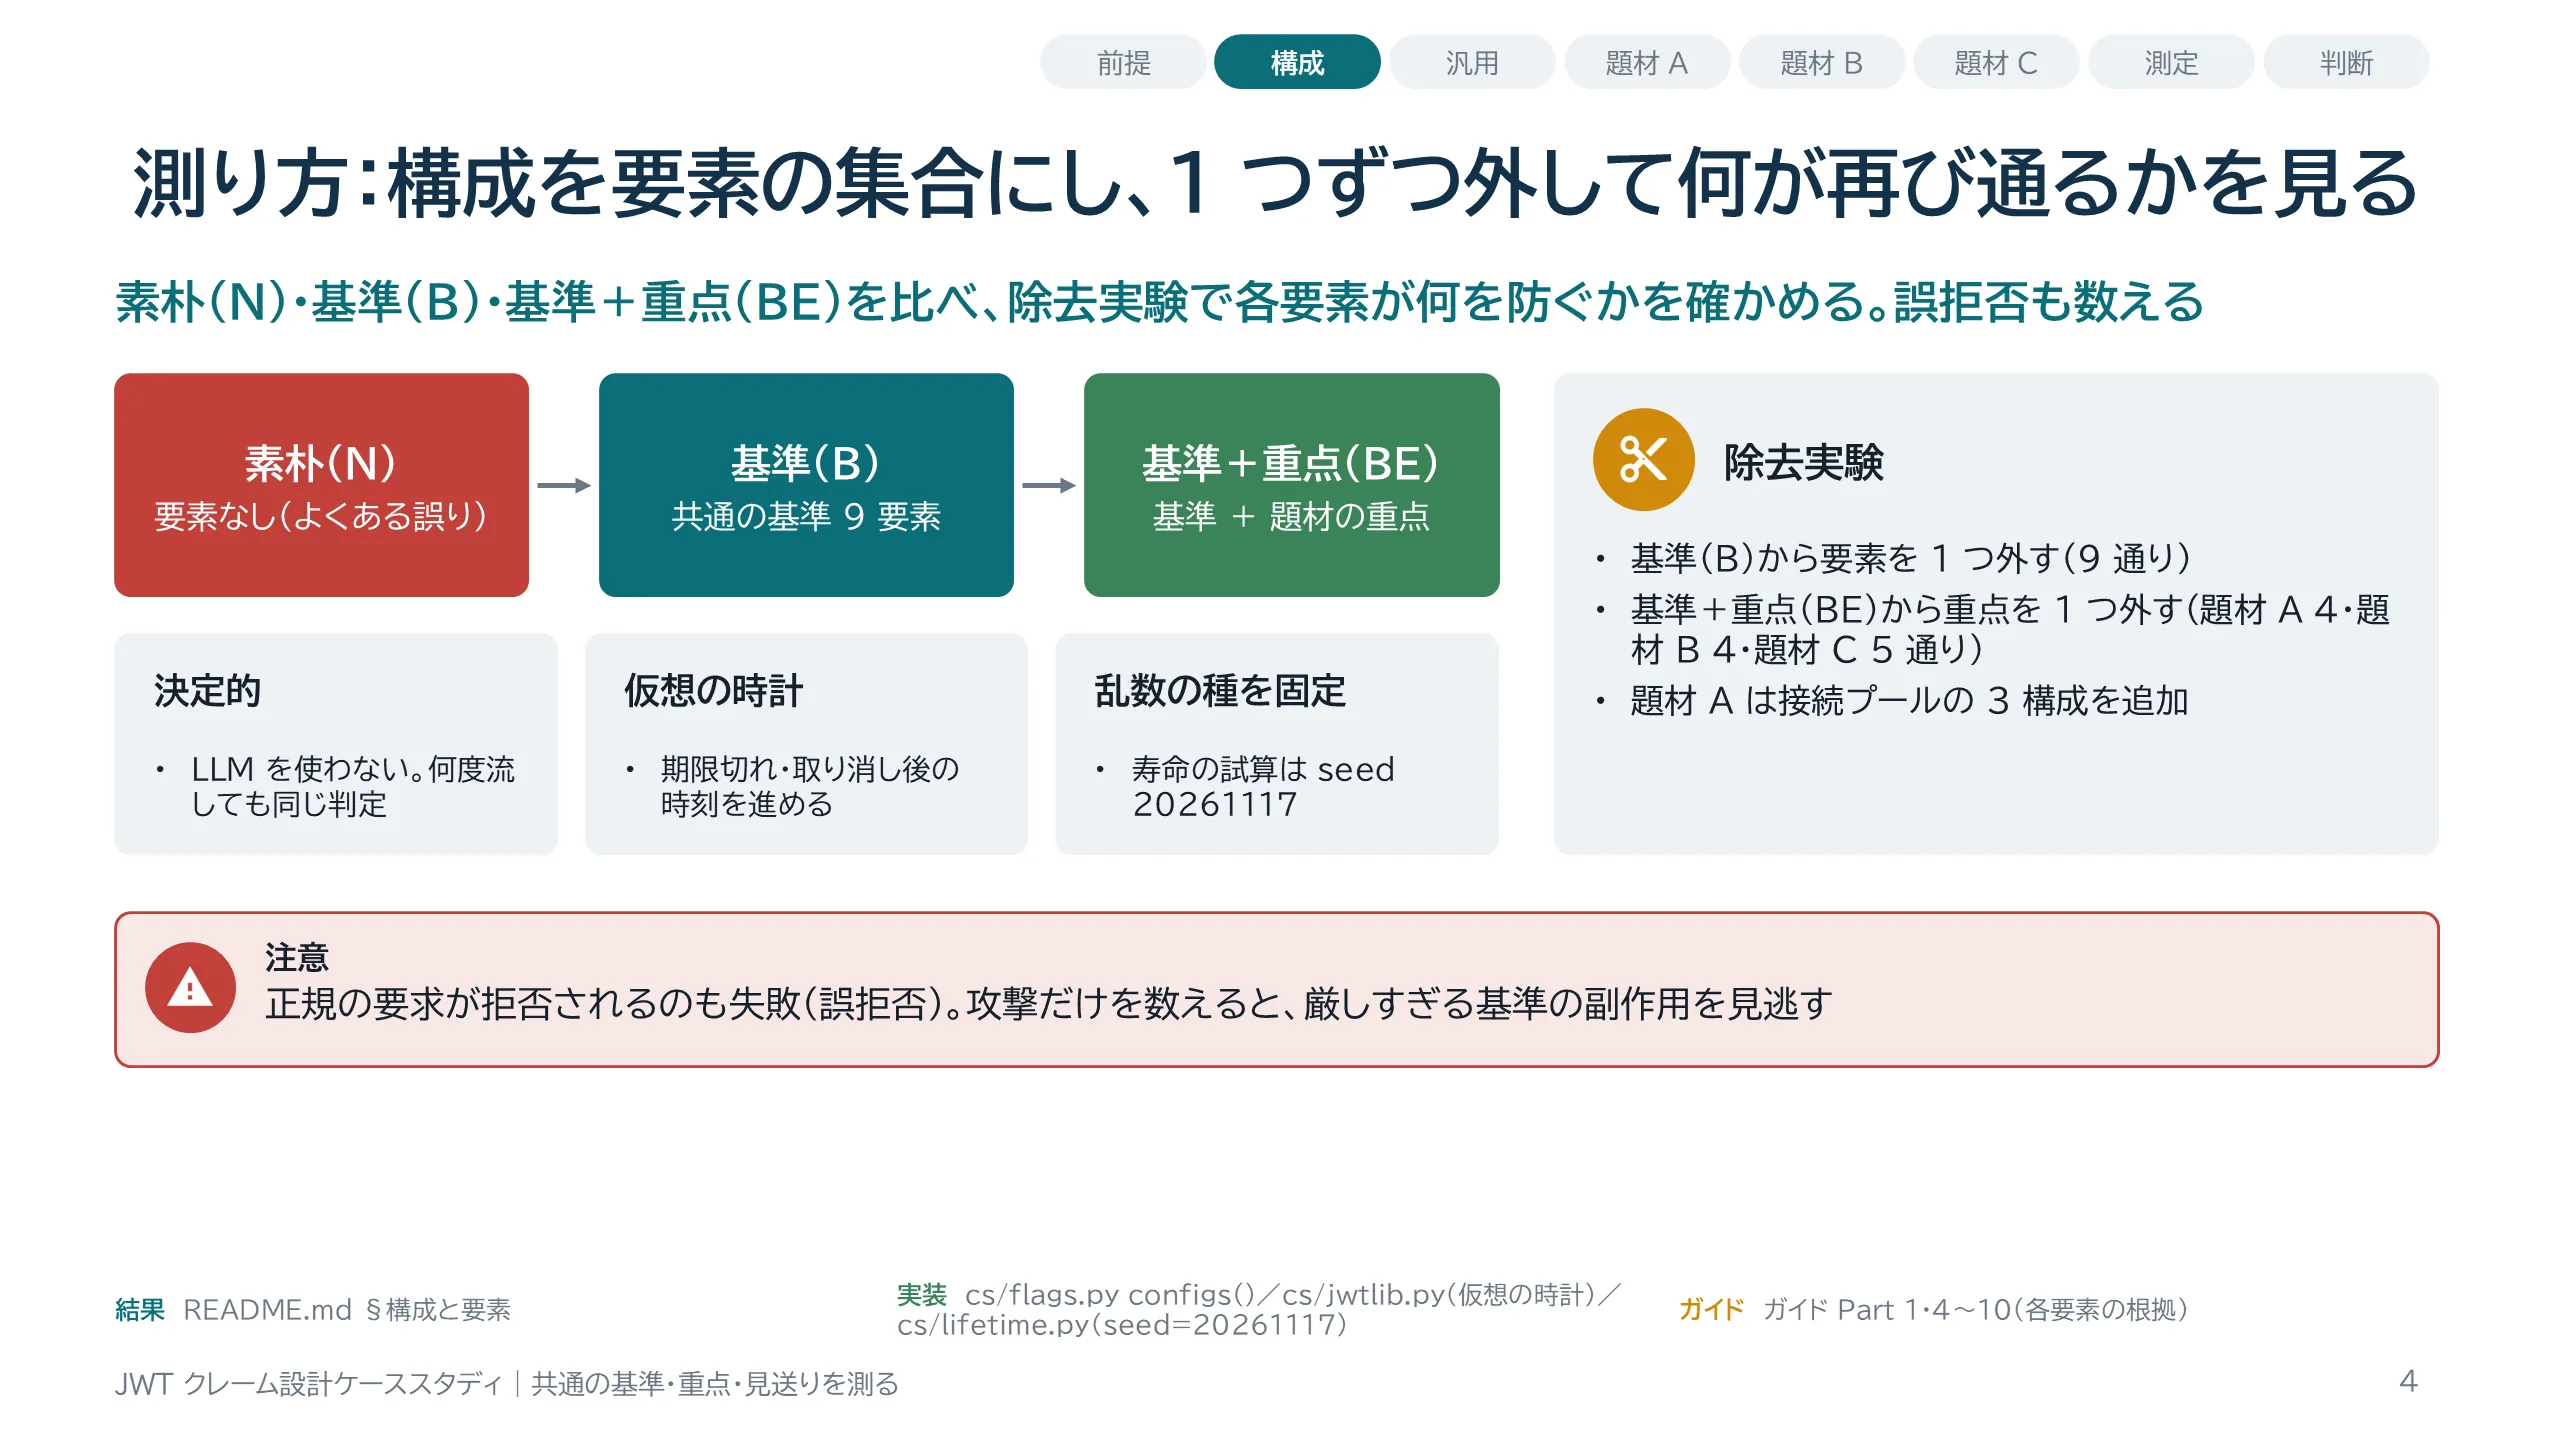 前提
構成
汎用
題材 A
題材 B
題材 C
測定
判断
測り方：構成を要素の集合にし、1 つずつ外して何が再び通るかを見る
素朴（N）・基準（B）・基準＋重点（BE）を比べ、除去実験で各要素が何を防ぐかを確かめる。誤拒否も数える
素朴（N）
要素なし（よくある誤り）
基準（B）
共通の基準 9 要素
基準＋重点（BE）
基準 ＋ 題材の重点
除去実験
• 基準（B）から要素を 1 つ外す（9 通り）
• 基準＋重点（BE）から重点を 1 つ外す（題材 A 4・題
材 B 4・題材 C 5 通り）
• 題材 A は接続プールの 3 構成を追加
決定的
• LLM を使わない。何度流
しても同じ判定
仮想の時計
• 期限切れ・取り消し後の
時刻を進める
乱数の種を固定
• 寿命の試算は seed
20261117
注意
正規の要求が拒否されるのも失敗（誤拒否）。攻撃だけを数えると、厳しすぎる基準の副作用を見逃す
結果 README.md §構成と要素
実装 cs/flags.py configs()／cs/jwtlib.py（仮想の時計）／
cs/lifetime.py（seed=20261117）
ガイド ガイド Part 1・4〜10（各要素の根拠）
JWT クレーム設計ケーススタディ｜共通の基準・重点・見送りを測る
4